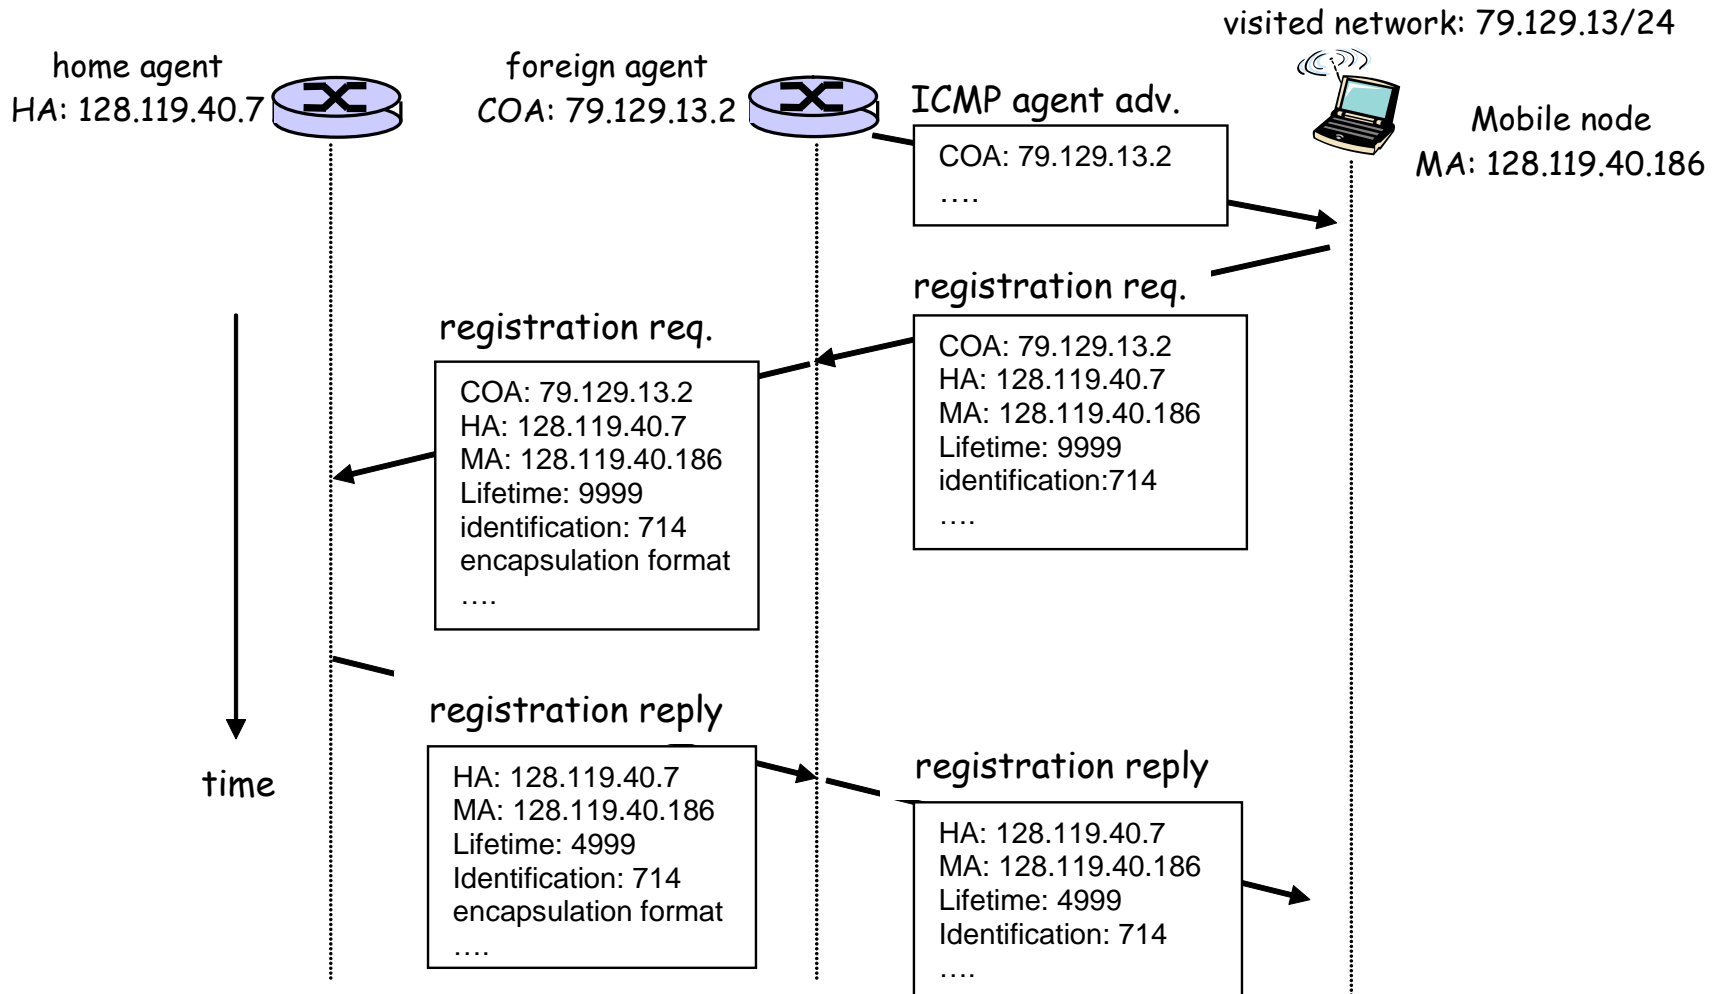 visited network: 79.129.13/24
home agent
HA: 128.119.40.7
foreign agent
COA: 79.129.13.2
ICMP agent adv.
COA: 79.129.13.2
....
Mobile node
MA: 128.119.40.186
registration req.
COA: 79.129.13.2
HA: 128.119.40.7
MA: 128.119.40.186
Lifetime: 9999
identification:714
....
registration req.
COA: 79.129.13.2
HA: 128.119.40.7
MA: 128.119.40.186
Lifetime: 9999
identification: 714
encapsulation format
....
time
registration reply
HA: 128.119.40.7
MA: 128.119.40.186
Lifetime: 4999
Identification: 714
encapsulation format
....
registration reply
HA: 128.119.40.7
MA: 128.119.40.186
Lifetime: 4999
Identification: 714
....